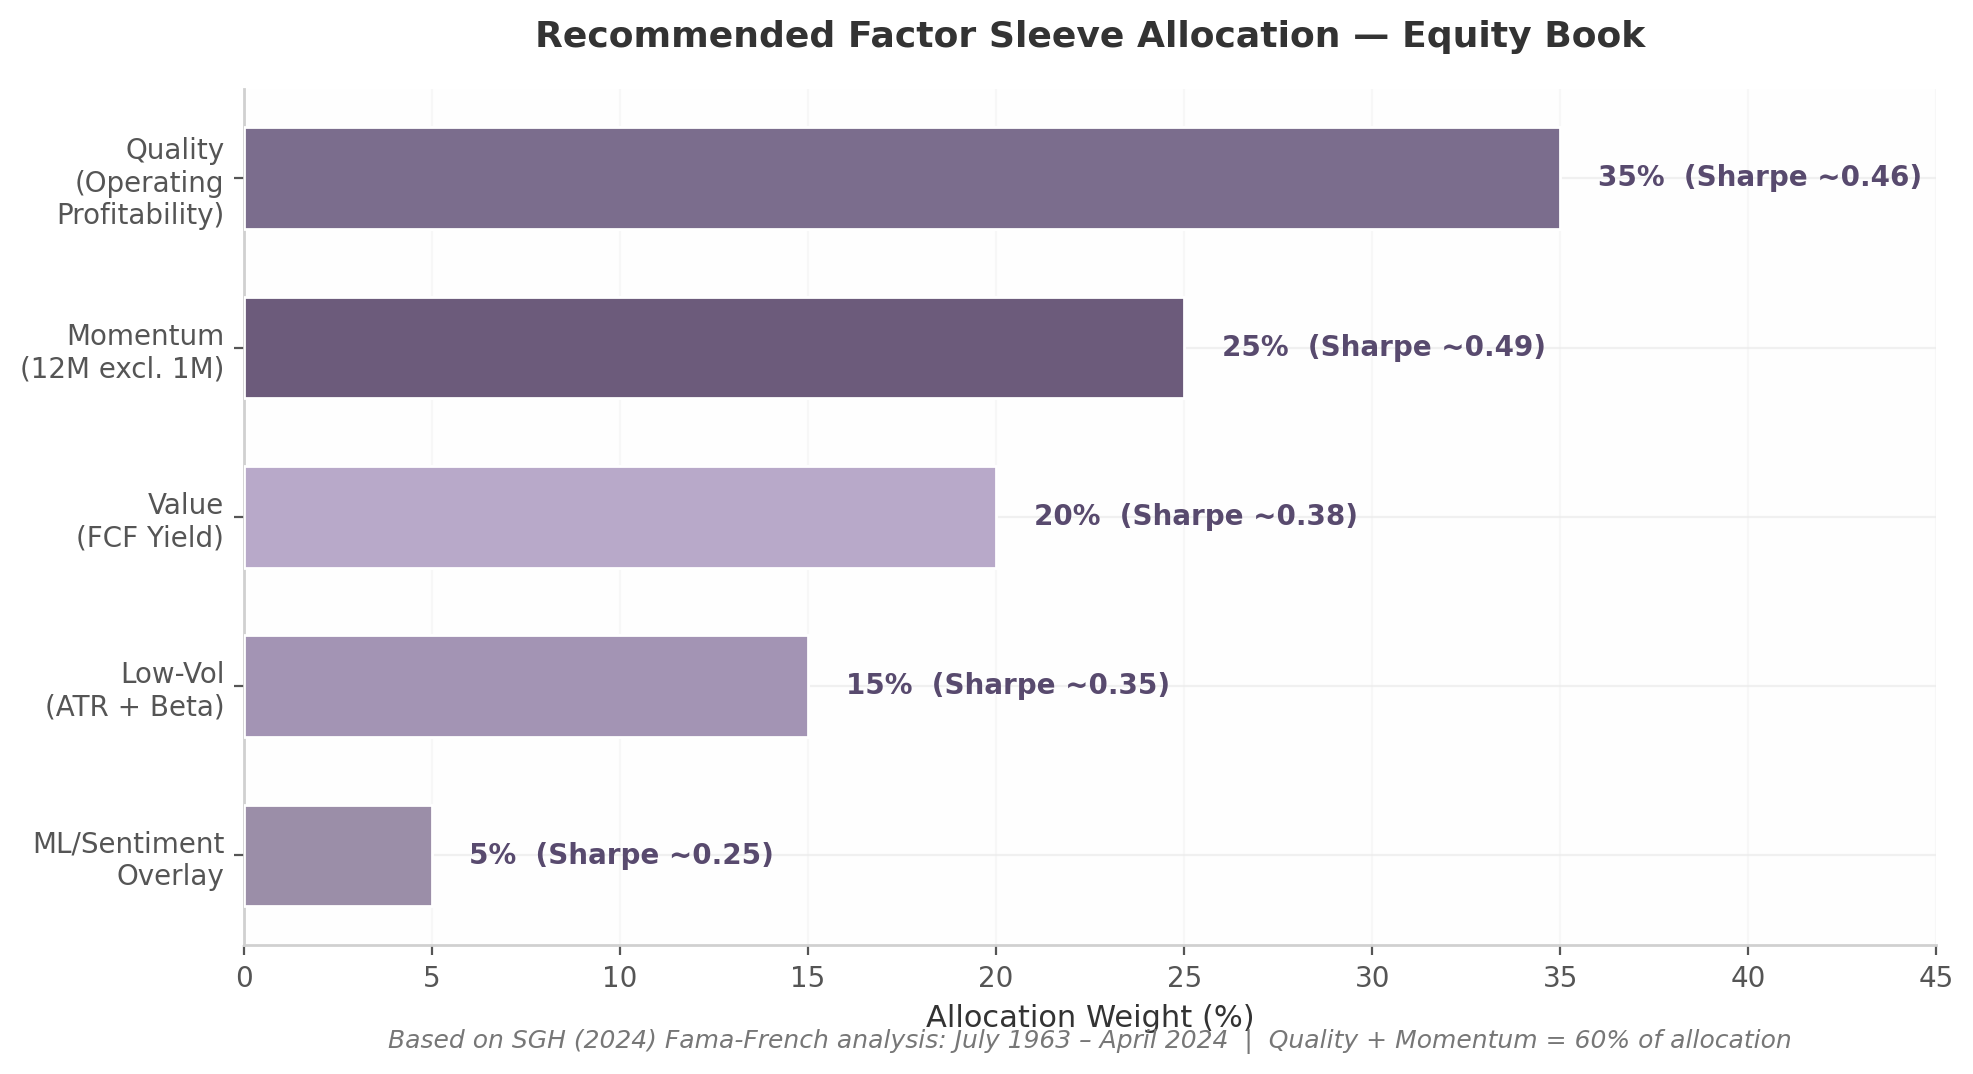 Recommended Factor Sleeve Allocation — Equity Book
Quality
(Operating
Profitability)
35%  (Sharpe ~0.46)
Momentum
(12M excl. 1M)
25%  (Sharpe ~0.49)
Value
(FCF Yield)
20%  (Sharpe ~0.38)
Low-Vol
(ATR + Beta)
15%  (Sharpe ~0.35)
ML/Sentiment
Overlay
5%  (Sharpe ~0.25)
0 5 10 15 20 25 30 35 40 45
Allocation Weight (%)
Based on SGH (2024) Fama-French analysis: July 1963 – April 2024  |  Quality + Momentum = 60% of allocation